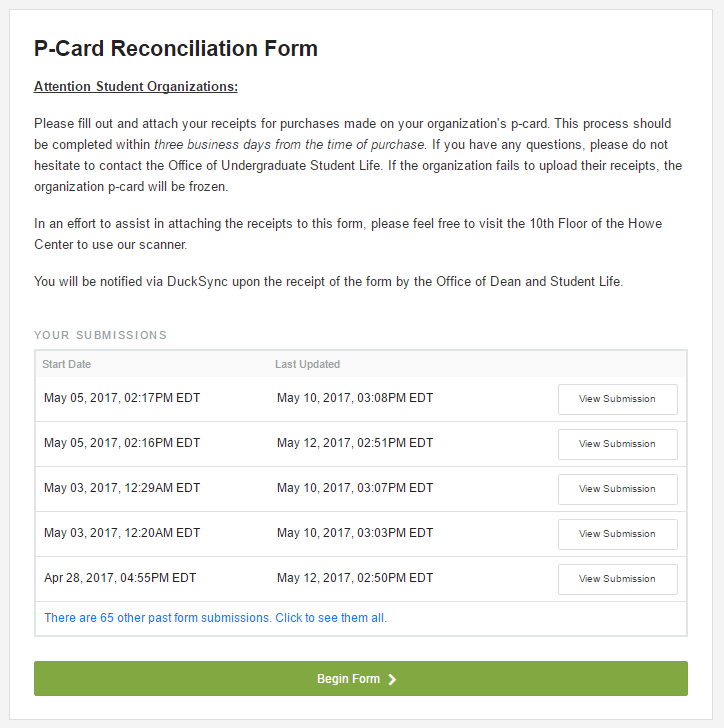 P-Card Reconciliation Form
Attention Student Organizations:
Please fill out and attach your receipts for purchases made on your organization's p-card. This process should
be completed within three business days from the time of purchase. If you have any questions, please do not
hesitate to contact the Office of Undergraduate Student Life. If the organization fails to upload their receipts, the
organization p-card will be frozen.
In an effort to assist in attaching the receipts to this form, please feel free to visit the 10th Floor of the Howe
Center to use our scanner.
You will be notified via DuckSync upon the receipt of the form by the Office of Dean and Student Life.
YOUR SUBMISSIONS
Start Date Last Updated
May 05, 2017, 02:17PM EDT May 10, 2017, 03:08PM EDT View Submission
May 05, 2017, 02:16PM EDT May 12, 2017, 02:51PM EDT View Submission
May 03, 2017, 12:29AM EDT May 10, 2017, 03:07PM EDT View Submission
May 03, 2017, 12:20AM EDT May 10, 2017, 03:03PM EDT View Submission
Apr 28, 2017, 04:55PM EDT May 12, 2017, 02:50PM EDT View Submission
There are 65 other past form submissions. Click to see them all.
Begin Form